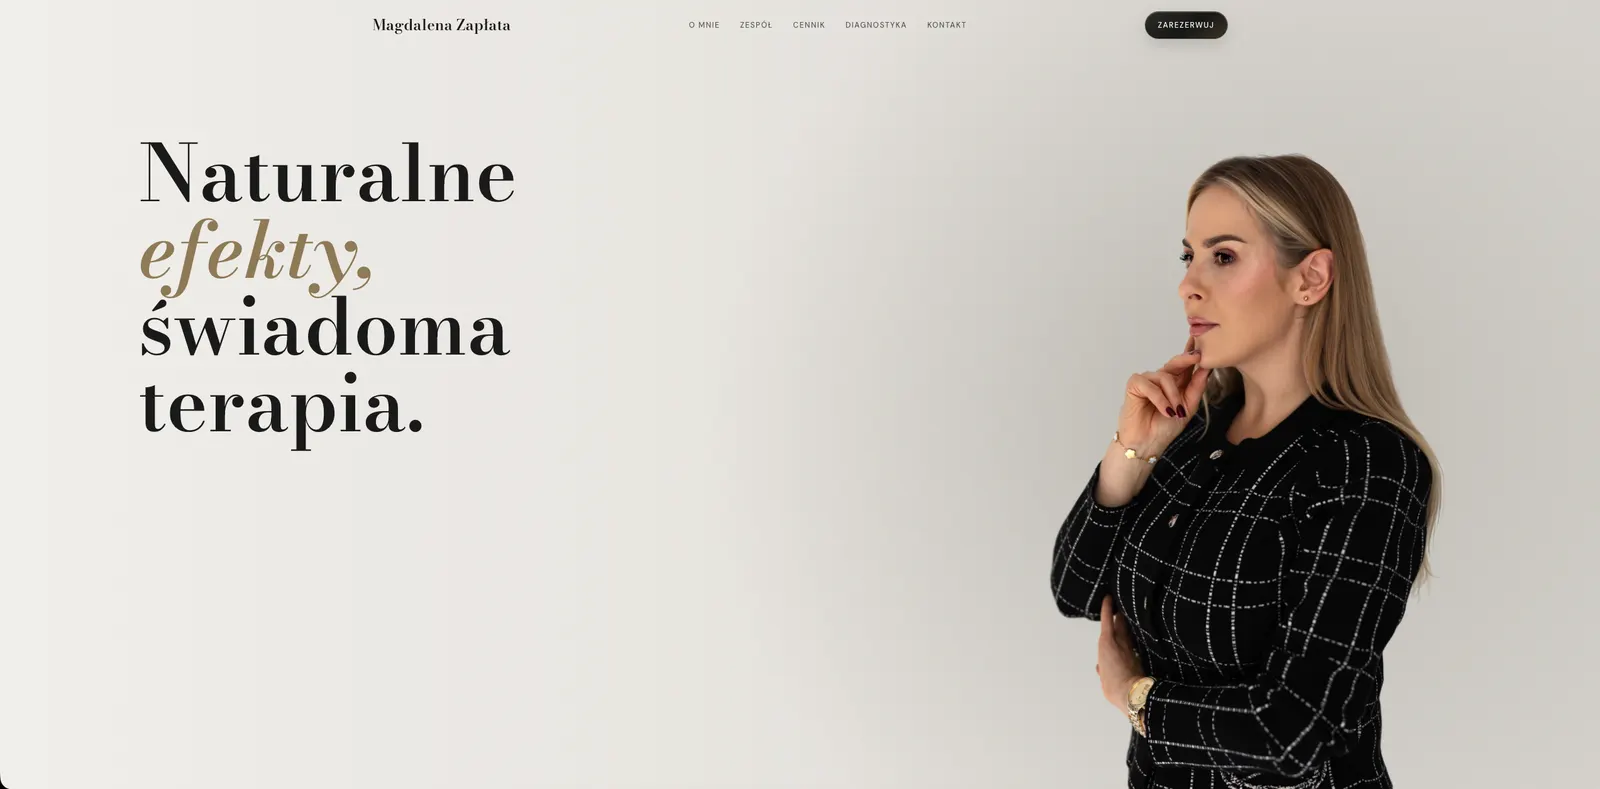 Magdalena Zapłata
O MNIE ZESPÓŁ CENNIK DIAGNOSTYKA KONTAKT
ZAREZERWUJ
Naturalne
efekty,
świadoma
terapia.